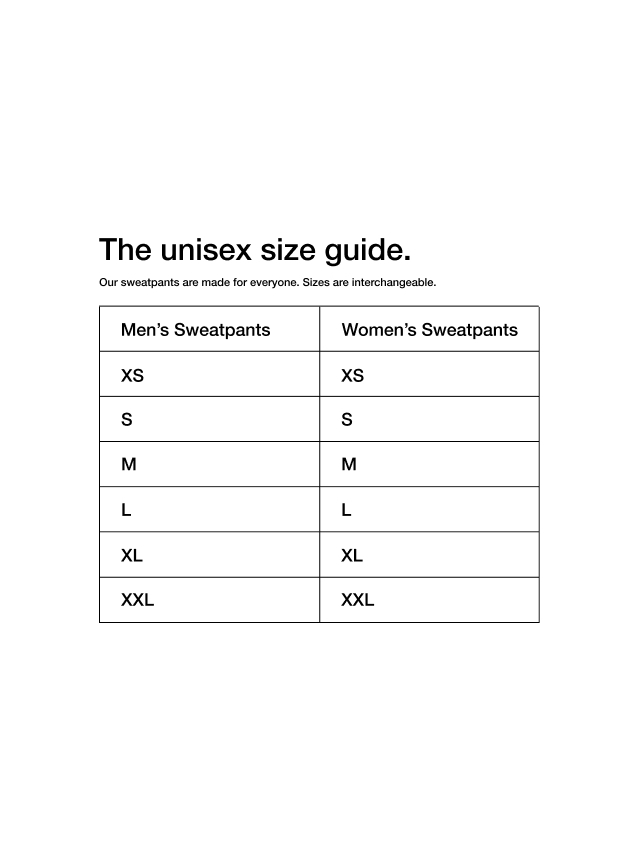 The unisex size guide.
Our sweatpants are made for everyone. Sizes are interchangeable.
Men’s Sweatpants Women’s Sweatpants
XS XS
S S
M M
L L
XL XL
XXL XXL